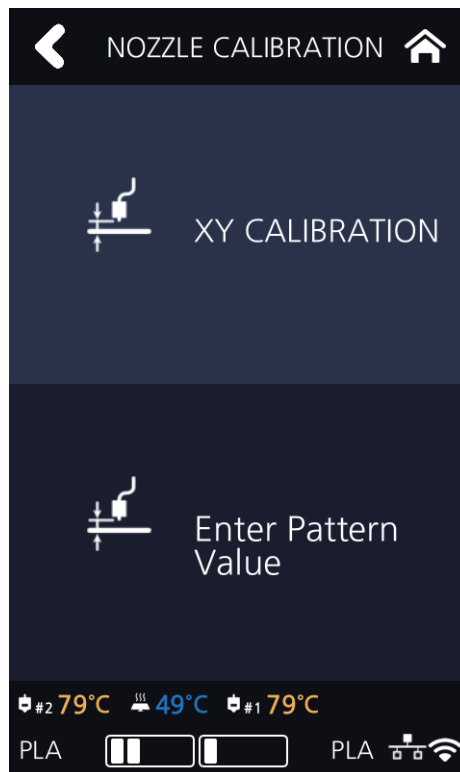 NOZZLE CALIBRATION
XY CALIBRATION
Enter Pattern
Value
#2 79°C 49°C #1 79°C
PLA PLA